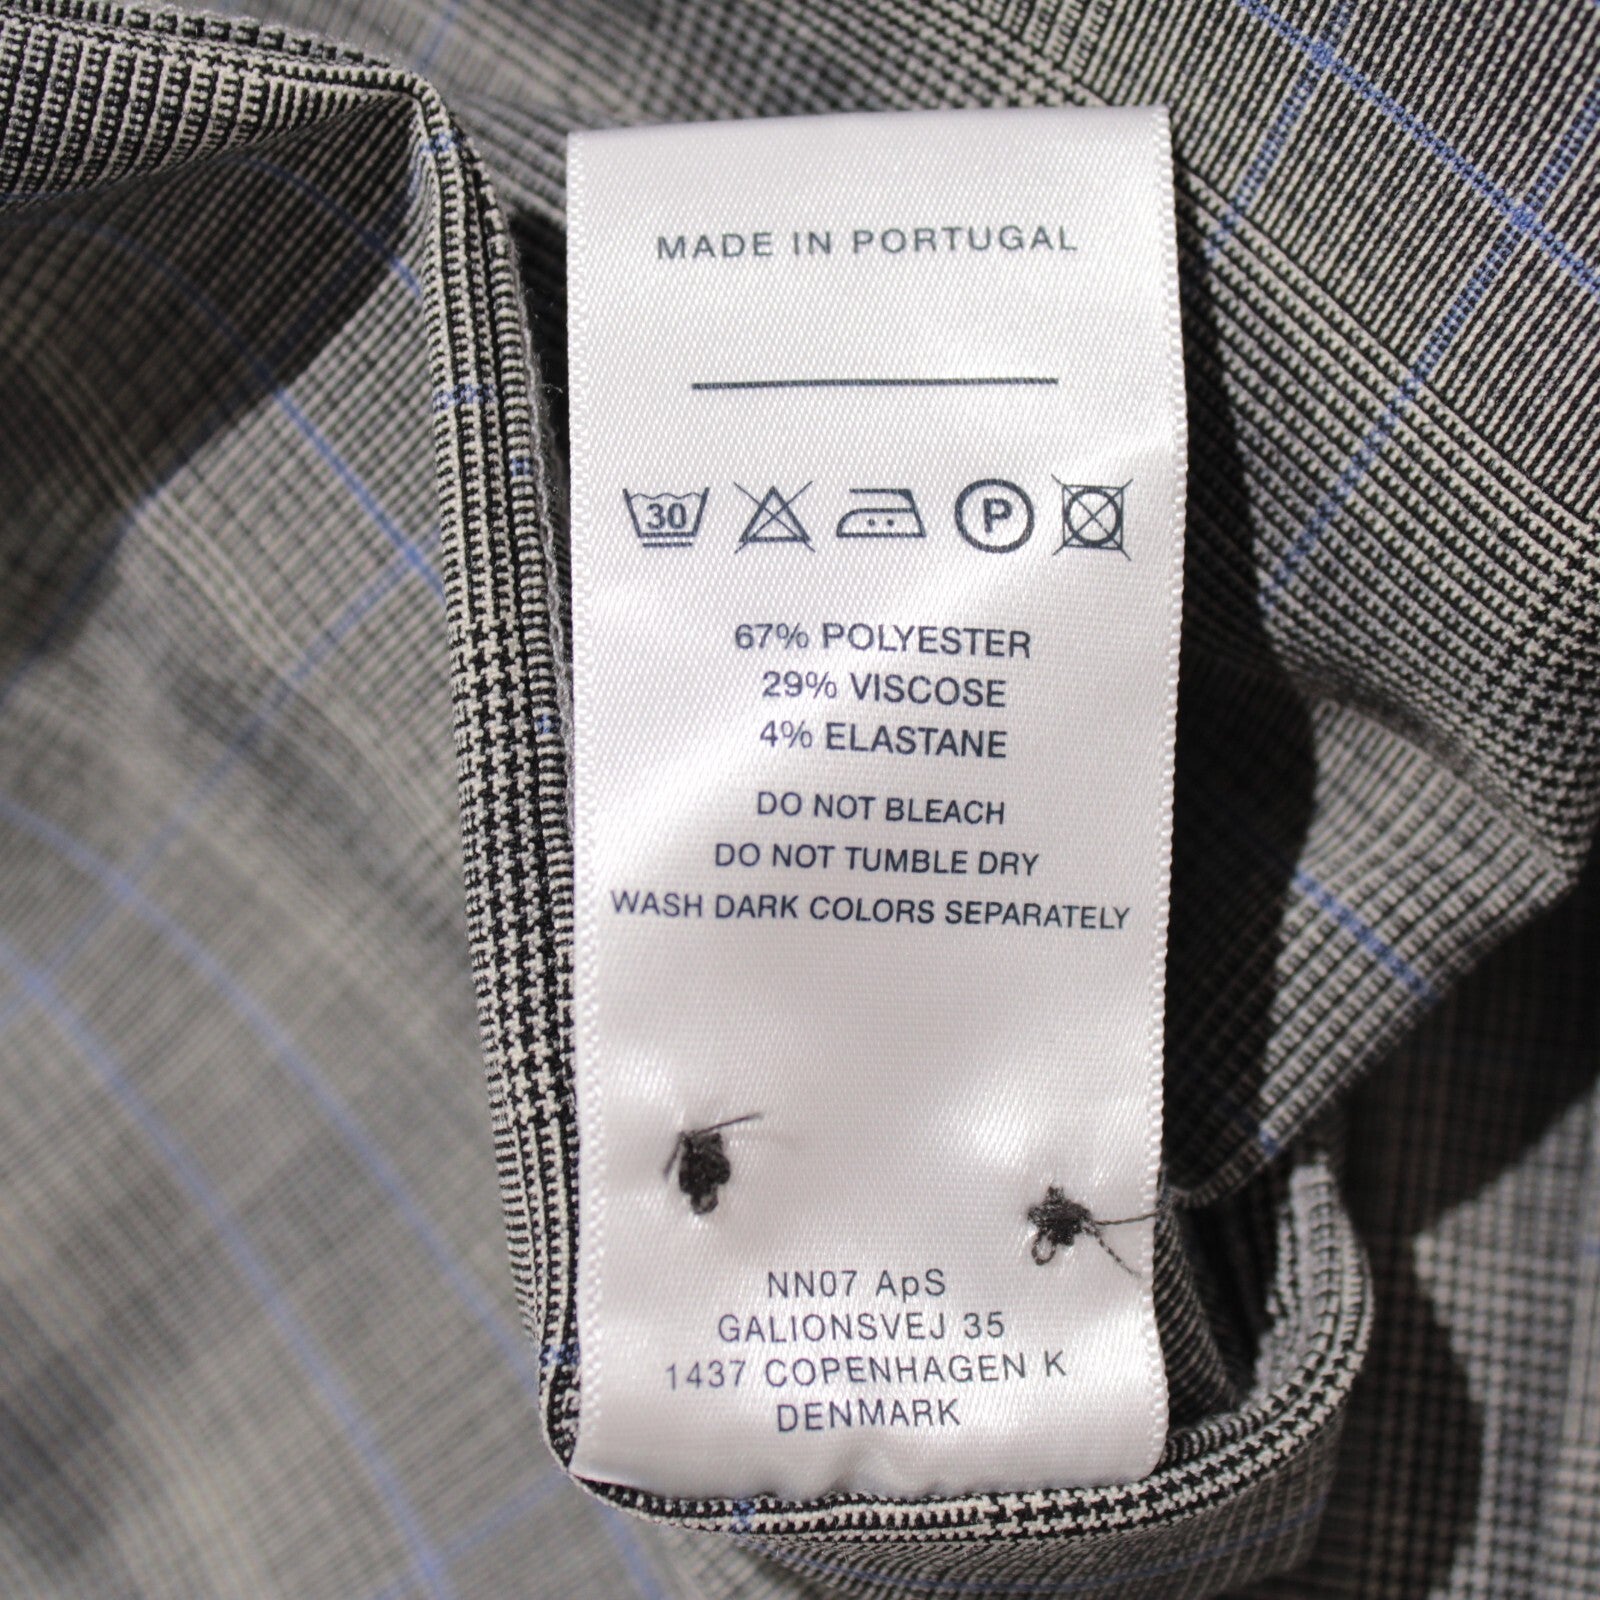 MADE IN PORTUGAL
30 P
67% POLYESTER
29% VISCOSE
4% ELASTANE
DO NOT BLEACH
DO NOT TUMBLE DRY
WASH DARK COLORS SEPARATELY
NN07 ApS
GALIONSVEJ 35
1437 COPENHAGEN K
DENMARK